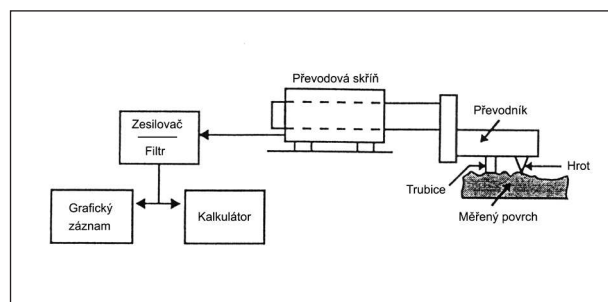 Převodová skříň
Převodník
Zesilovač
Filtr
Trubice
Hrot
Měřený povrch
Grafický
záznam
Kalkulátor